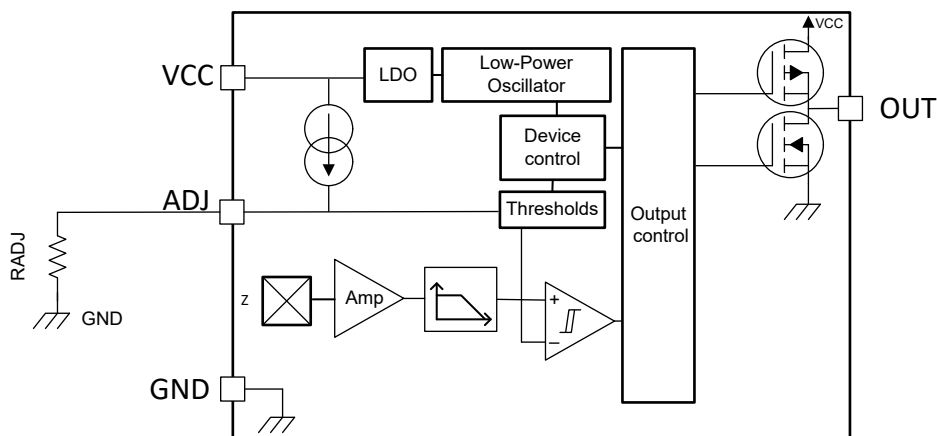 VCC
VCC
LDO
Low-Power
Oscillator
OUT
Device
control
ADJ
Thresholds
Output
control
RADJ
Z
Amp
+
−
GND
GND